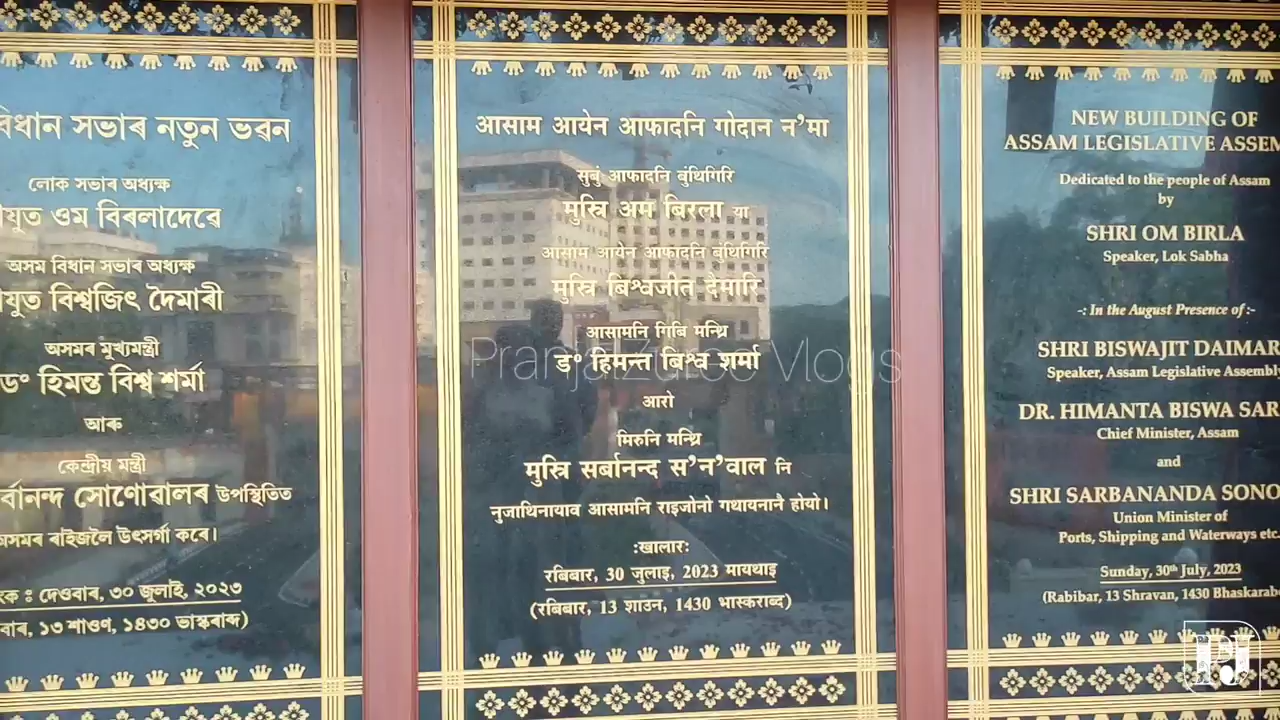 বিধান সভাৰ নতুন ভৱন
লোক সভাৰ অধ্যক্ষ
ওম বিৰলাদেৱে
অসম বিধান সভাৰ অধ্যক্ষ
বিশ্বজিৎ দৈমাৰী
অসমৰ মুখ্যমন্ত্ৰী
ড° হিমন্ত বিশ্ব শৰ্মা
আৰু
কেন্দ্ৰীয় মন্ত্ৰী
সোণোৱালৰ উপস্থিতিত
অসমৰ ৰাইজলৈ উৎসৰ্গা কৰে।
দেওবাৰ, ৩০ জুলাই, ২০২৩
১৩ শাওণ, ১৪৩০ ভাস্কৰাব্দ)
आसाम आयेन आफादनि गोदान न’मा
सुबुं आफादनि बुंथिगिरि
मुस्रि अम बिरला या
आसाम आयेन आफादनि बुंथिगिरि
मुस्रि बिश्वजीत दैमारि
आसामनि गिबि मन्थ्रि
ड° हिमन्त बिश्व शर्मा
आरो
मिरुनि मन्थ्रि
मुस्रि सर्बानन्द स’न’वाल नि
नुजाथिनायाव आसामनि राइजोनो गथायनानै होयो।
:खालार:
रबिबार, 30 जुलाइ, 2023 मायथाइ
(रबिबार, 13 शाउन, 1430 भास्कराब्द)
NEW BUILDING OF
ASSAM LEGISLATIVE ASSEM
Dedicated to the people of Assam
by
SHRI OM BIRLA
Speaker, Lok Sabha
-: In the August Presence of :-
SHRI BISWAJIT DAIMAR
Speaker, Assam Legislative Assembly
DR. HIMANTA BISWA SAR
Chief Minister, Assam
and
SHRI SARBANANDA SONO
Union Minister of
Ports, Shipping and Waterways etc.
Sunday, 30th July, 2023
(Rabibar, 13 Shravan, 1430 Bhaskarab
Vlogs